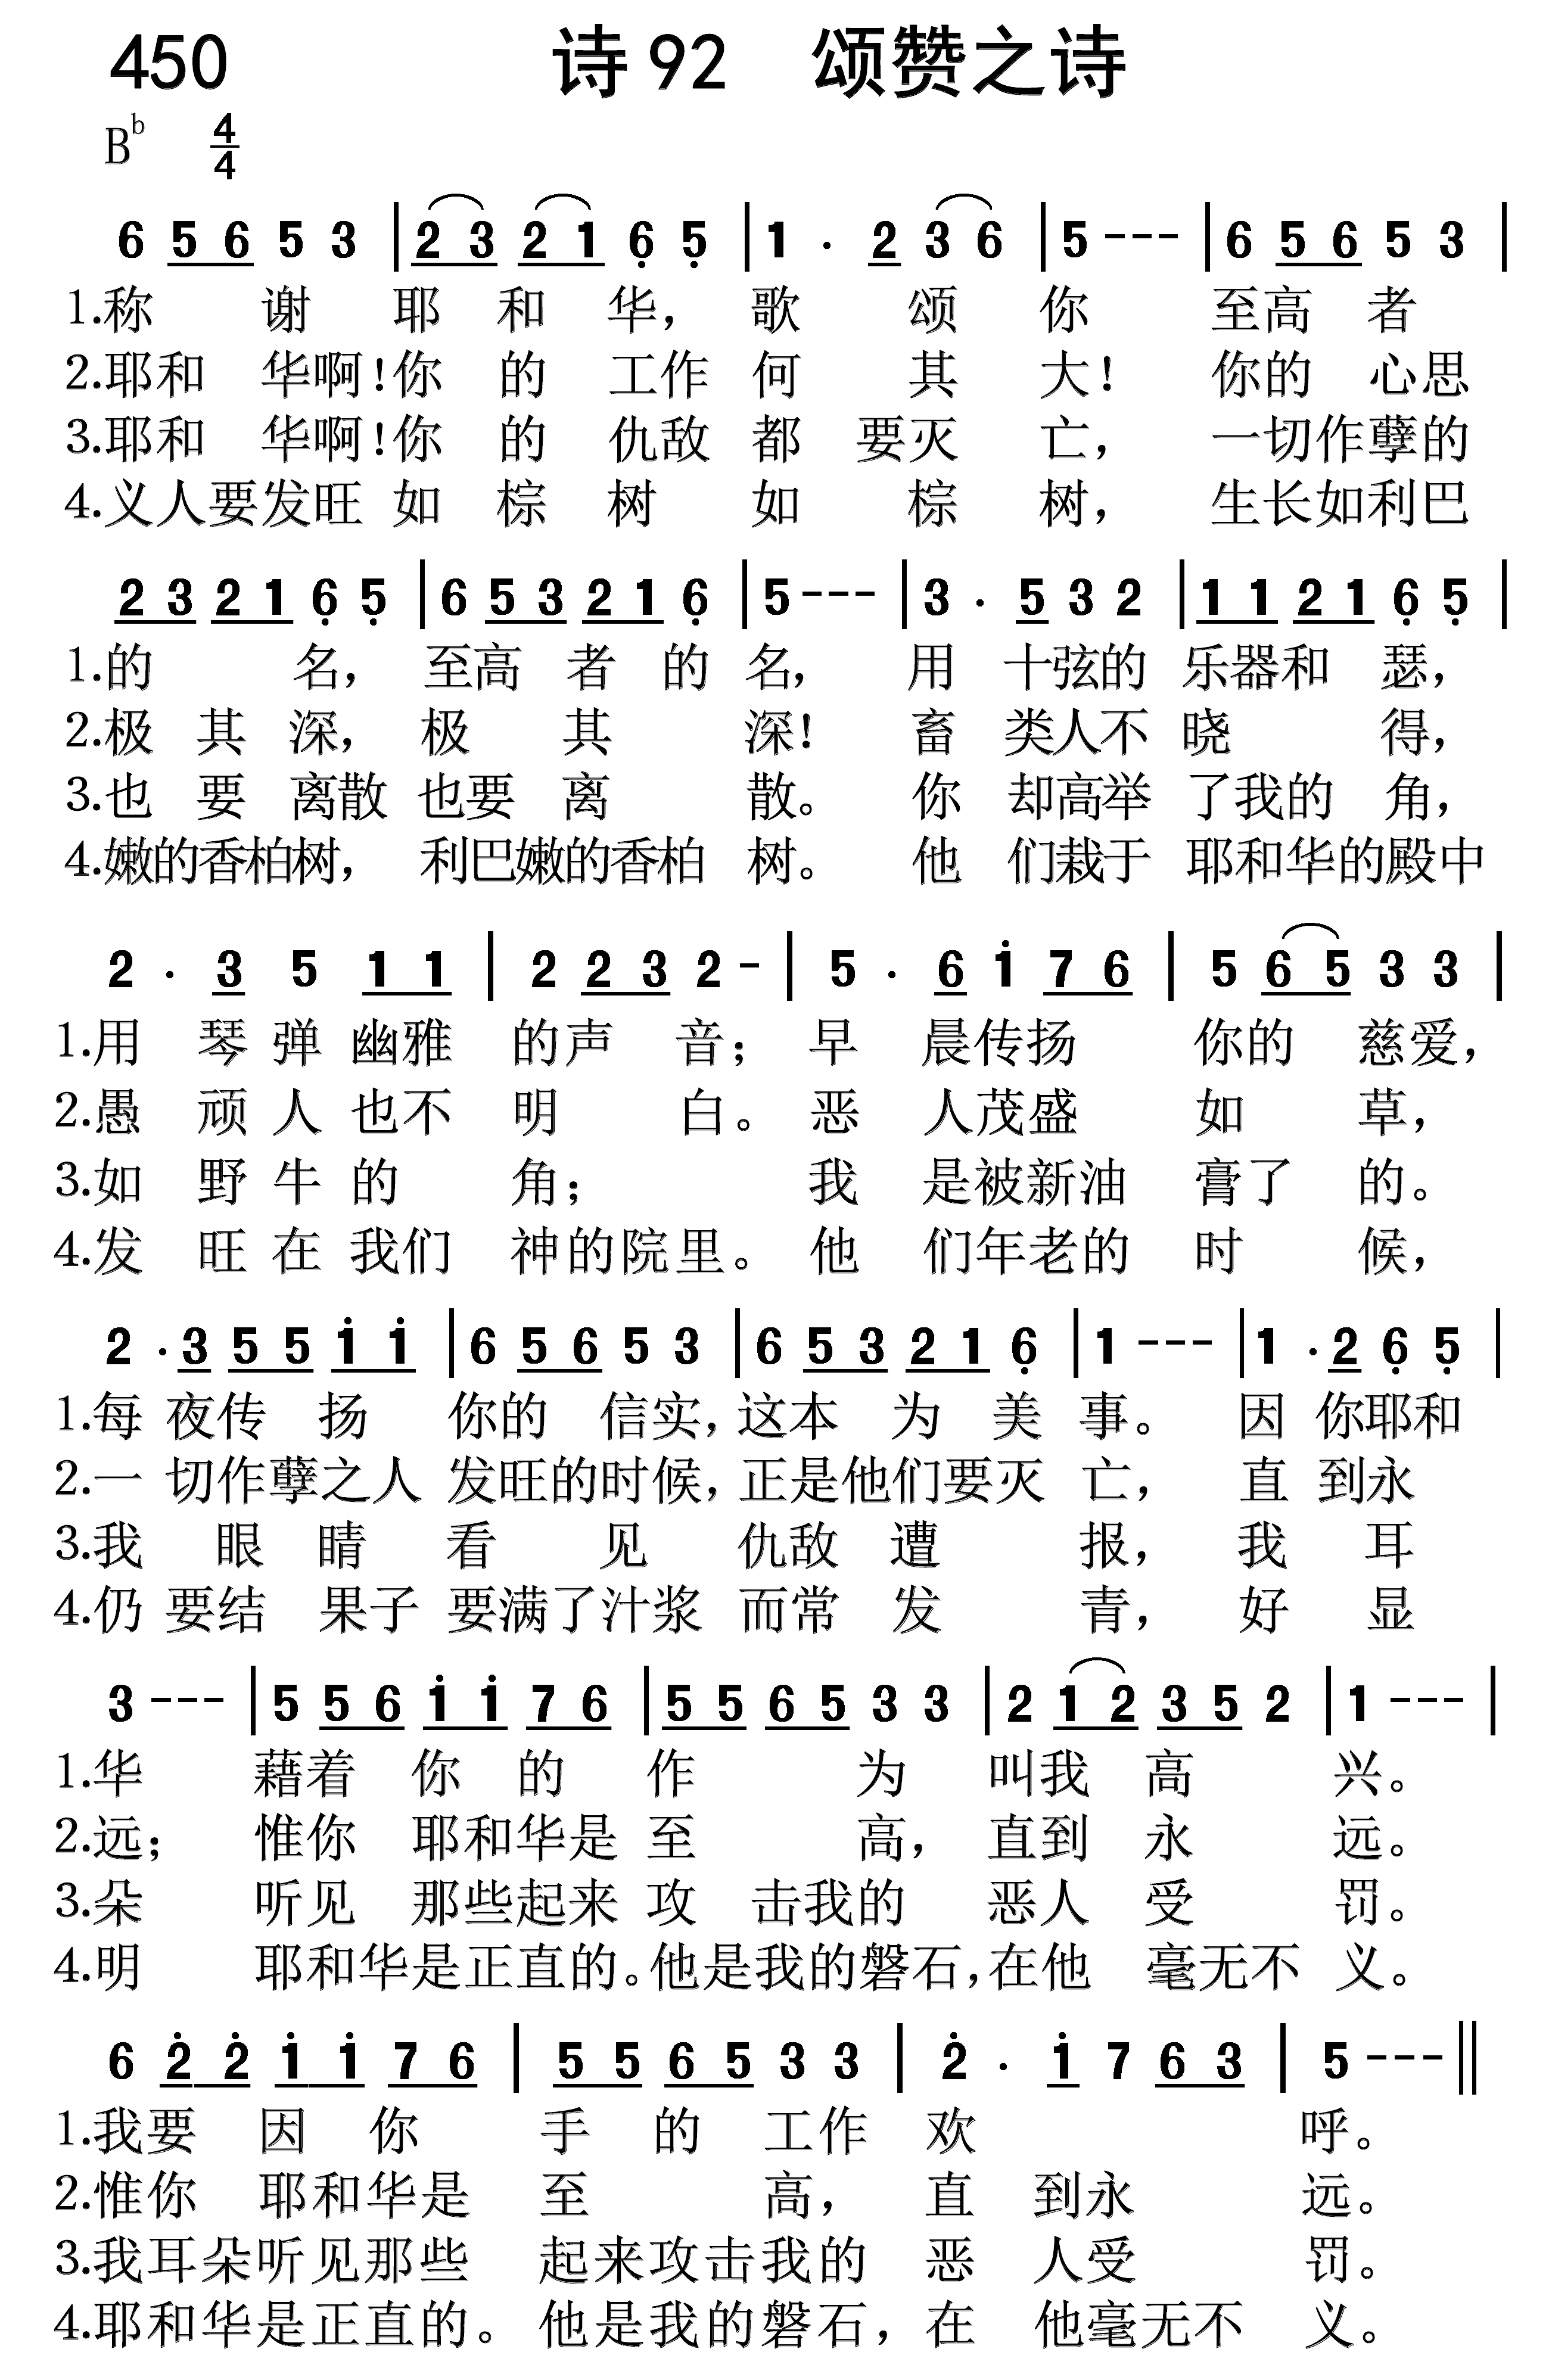 450 诗92 颂赞之诗
B♭ 4/4
6 5 6 5 3 | 2 3 2 1 6̣ 5̣ | 1 · 2 3 6 | 5 - - - | 6 5 6 5 3 |
1.称谢耶和华，歌颂你至高者
2.耶和华啊！你的工作何其大！你的心思
3.耶和华啊！你的仇敌都要灭亡，一切作孽的
4.义人要发旺如棕树如棕树，生长如利巴
2 3 2 1 6̣ 5̣ | 6 5 3 2 1 6̣ | 5 - - - | 3 · 5 3 2 | 1 1 2 1 6̣ 5̣ |
1.的名，至高者的名，用十弦的乐器和瑟，
2.极其深，极其深！畜类人不晓得，
3.也要离散也要离散。你却高举了我的角，
4.嫩的香柏树，利巴嫩的香柏树。他们栽于耶和华的殿中
2 · 3 5 1 1 | 2 2 3 2 - | 5 · 6 1̇ 7 6 | 5 6 5 3 3 |
1.用琴弹幽雅的声音；早晨传扬你的慈爱，
2.愚顽人也不明白。恶人茂盛如草，
3.如野牛的角；我是被新油膏了的。
4.发旺在我们神的院里。他们年老的时候，
2 · 3 5 5 1̇ 1̇ | 6 5 6 5 3 | 6 5 3 2 1 6̣ | 1 - - - | 1 · 2 6̣ 5̣ |
1.每夜传扬你的信实，这本为美事。因你耶和
2.一切作孽之人发旺的时候，正是他们要灭亡，直到永
3.我眼睛看见仇敌遭报，我耳
4.仍要结果子要满了汁浆而常发青，好显
3 - - - | 5 5 6 1̇ 1̇ 7 6 | 5 5 6 5 3 3 | 2 1 2 3 5 2 | 1 - - - |
1.华藉着你的作为叫我高兴。
2.远；惟你耶和华是至高，直到永远。
3.朵听见那些起来攻击我的恶人受罚。
4.明耶和华是正直的。他是我的磐石，在他毫无不义。
6 2̇ 2̇ 1̇ 1̇ 7 6 | 5 5 6 5 3 3 | 2̇ · 1̇ 7 6 3 | 5 - - - ||
1.我要因你手的工作欢呼。
2.惟你耶和华是至高，直到永远。
3.我耳朵听见那些起来攻击我的恶人受罚。
4.耶和华是正直的。他是我的磐石，在他毫无不义。